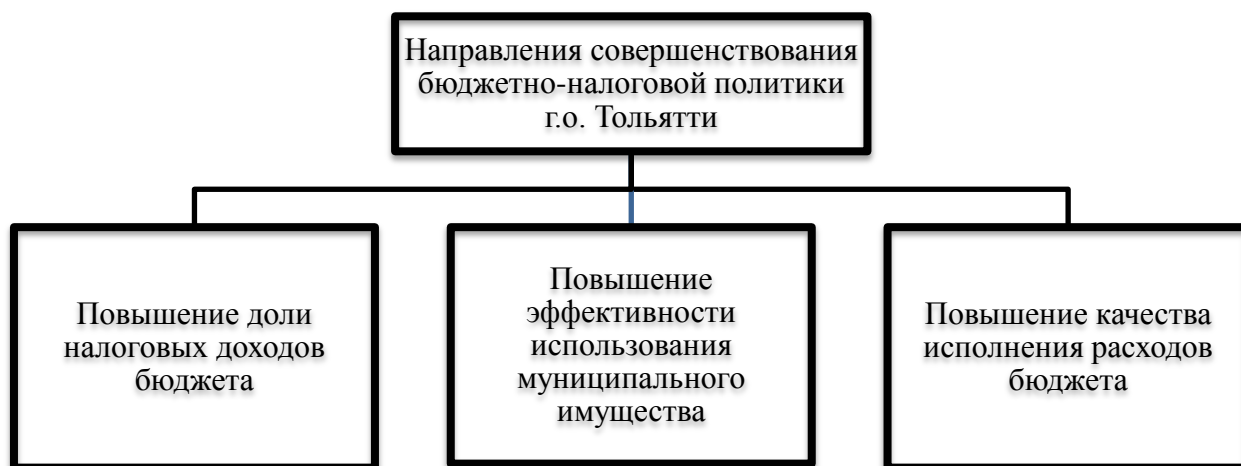 Направления совершенствования
бюджетно-налоговой политики
г.о. Тольятти
Повышение доли
налоговых доходов
бюджета
Повышение
эффективности
использования
муниципального
имущества
Повышение качества
исполнения расходов
бюджета